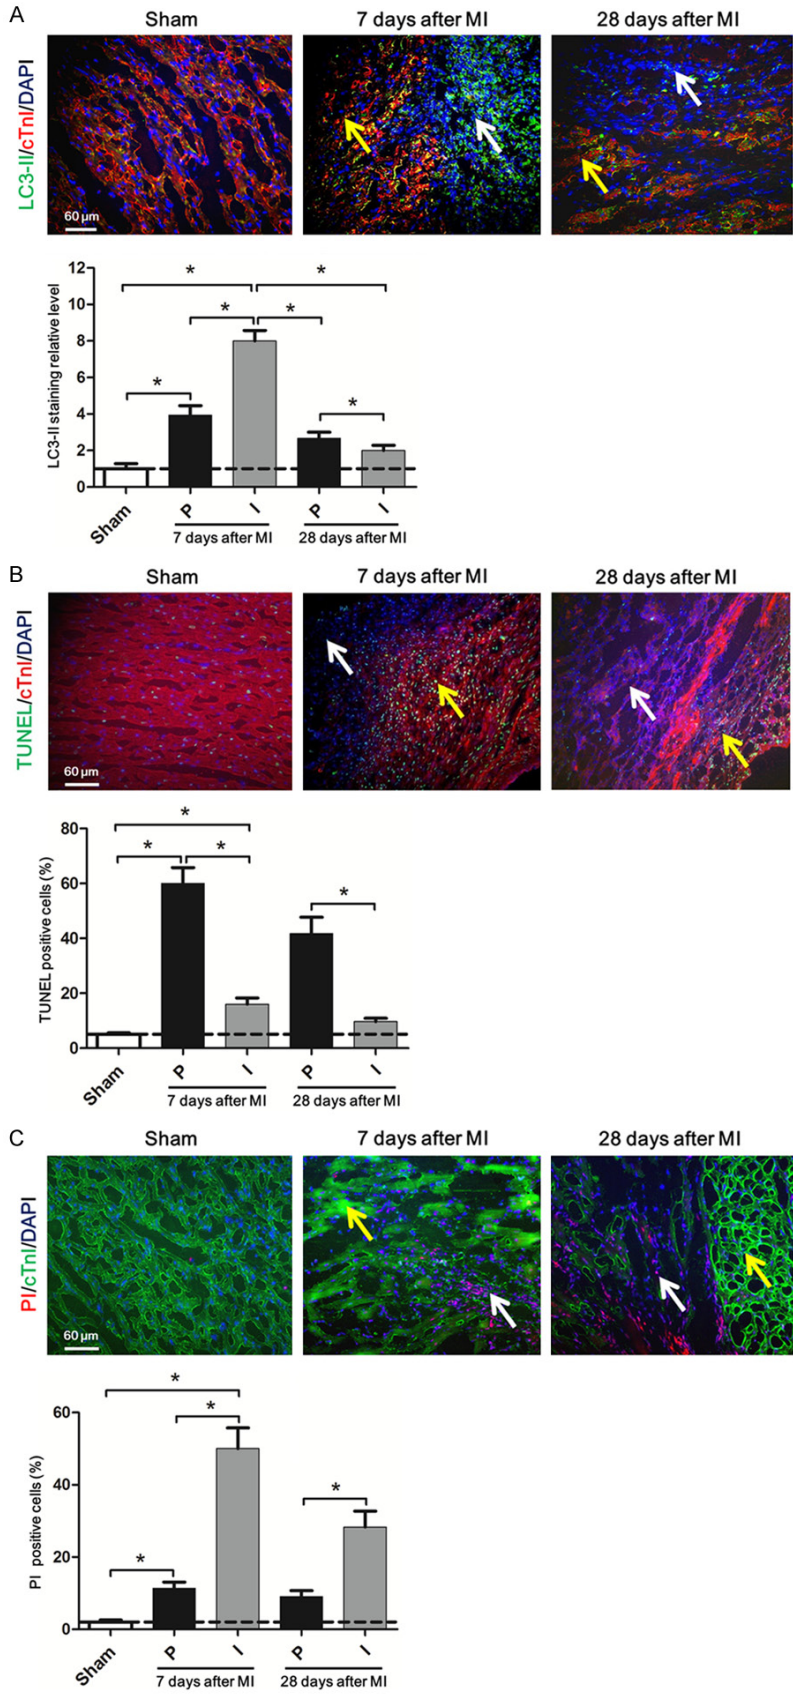 A
Sham
7 days after MI
28 days after MI
LC3-II/cTnI/DAPI
60 µm
LC3-II staining relative level
12
10
8
6
4
2
0
* *
* *
* *
Sham
P
I
P
I
7 days after MI
28 days after MI
B
Sham
7 days after MI
28 days after MI
TUNEL/cTnI/DAPI
60 µm
TUNEL positive cells (%)
80
60
40
20
0
*
* *
*
Sham
P
I
P
I
7 days after MI
28 days after MI
C
Sham
7 days after MI
28 days after MI
PI/cTnI/DAPI
60 µm
PI positive cells (%)
60
40
20
0
*
*
*
*
Sham
P
I
P
I
7 days after MI
28 days after MI